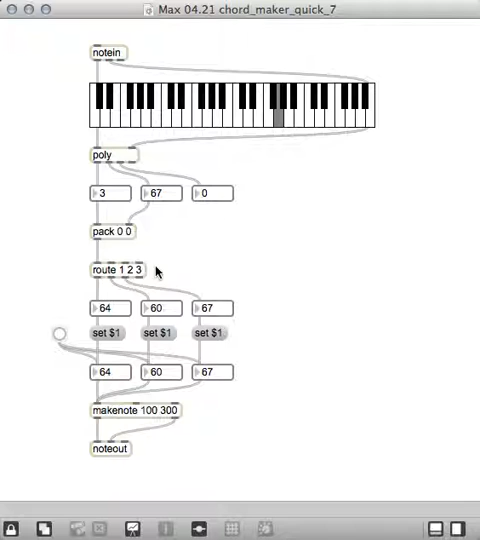 Max 04.21 chord_maker_quick_7
notein
poly
3 67 0
pack 0 0
route 1 2 3
64 60 67
set $1 set $1 set $1
64 60 67
makenote 100 300
noteout